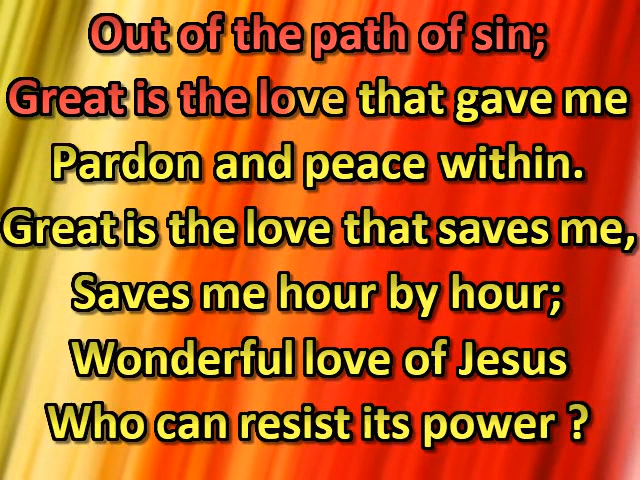 Out of the path of sin;
Great is the love that gave me
Pardon and peace within.
Great is the love that saves me,
Saves me hour by hour;
Wonderful love of Jesus
Who can resist its power ?